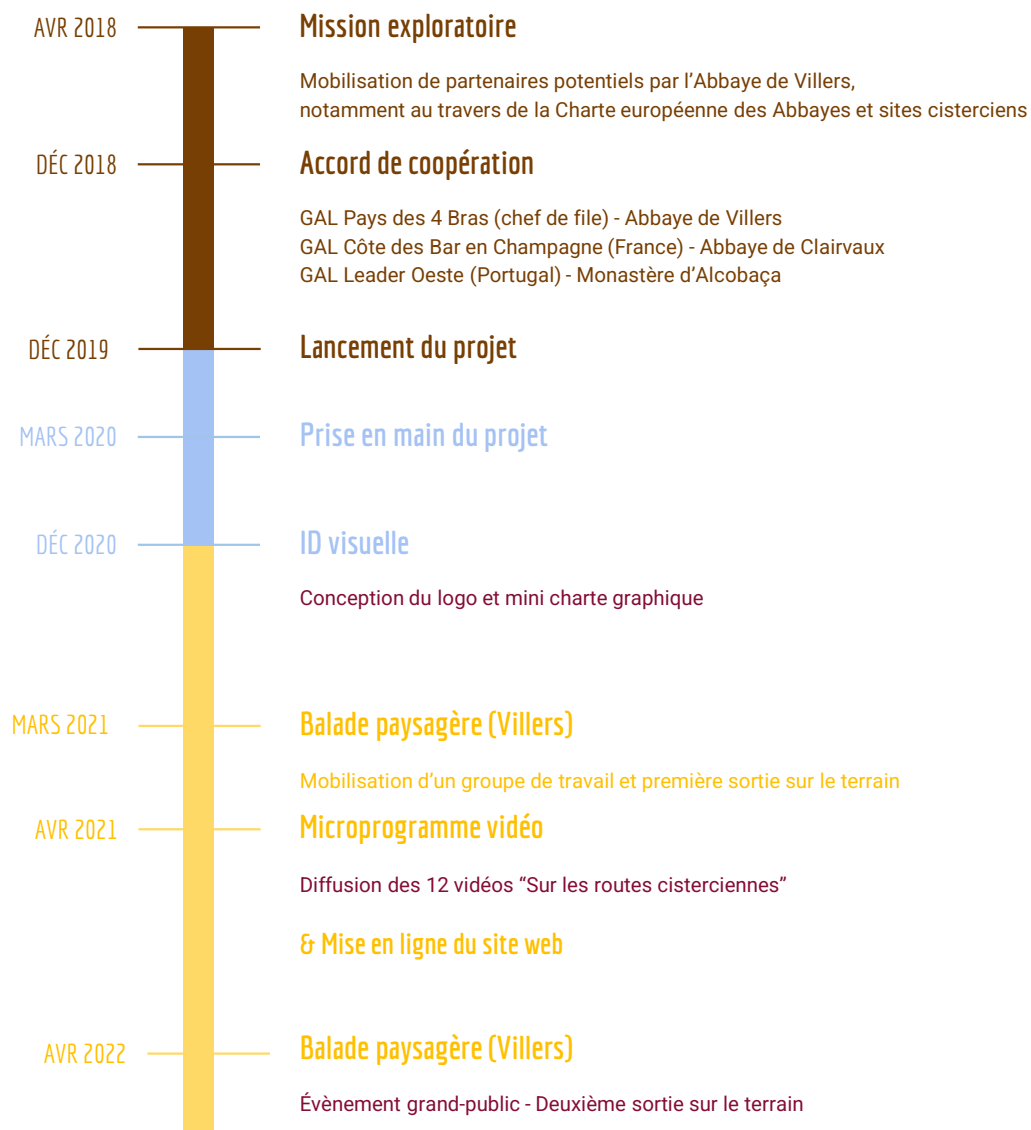 AVR 2018
Mission exploratoire
Mobilisation de partenaires potentiels par l’Abbaye de Villers,
notamment au travers de la Charte européenne des Abbayes et sites cisterciens
DÉC 2018
Accord de coopération
GAL Pays des 4 Bras (chef de file) - Abbaye de Villers
GAL Côte des Bar en Champagne (France) - Abbaye de Clairvaux
GAL Leader Oeste (Portugal) - Monastère d’Alcobaça
DÉC 2019
Lancement du projet
MARS 2020
Prise en main du projet
DÉC 2020
ID visuelle
Conception du logo et mini charte graphique
MARS 2021
Balade paysagère (Villers)
Mobilisation d’un groupe de travail et première sortie sur le terrain
AVR 2021
Microprogramme vidéo
Diffusion des 12 vidéos “Sur les routes cisterciennes”
& Mise en ligne du site web
AVR 2022
Balade paysagère (Villers)
Évènement grand-public - Deuxième sortie sur le terrain